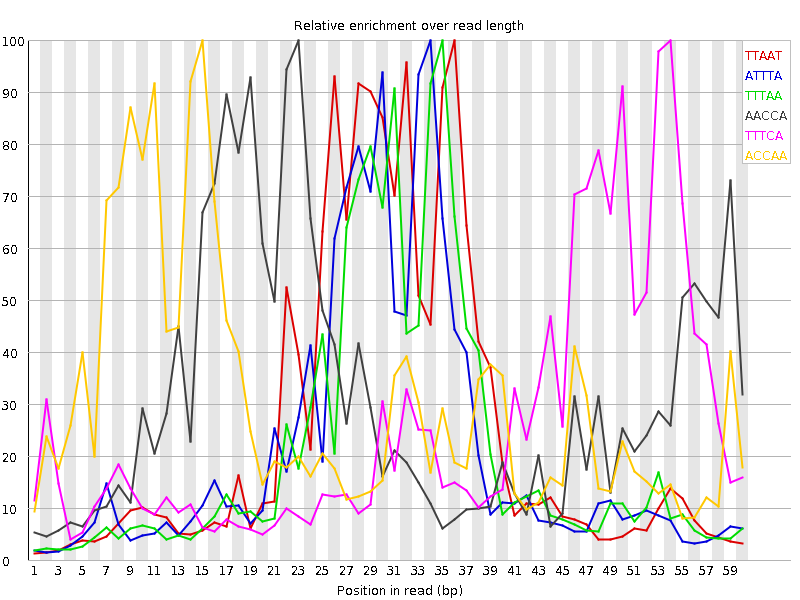 Relative enrichment over read length
100
90
80
70
60
50
40
30
20
10
0
TTAAT
ATTTA
TTTAA
AACCA
TTTCA
ACCAA
1 3 5 7 9 11 13 15 17 19 21 23 25 27 29 31 33 35 37 39 41 43 45 47 49 51 53 55 57 59
Position in read (bp)